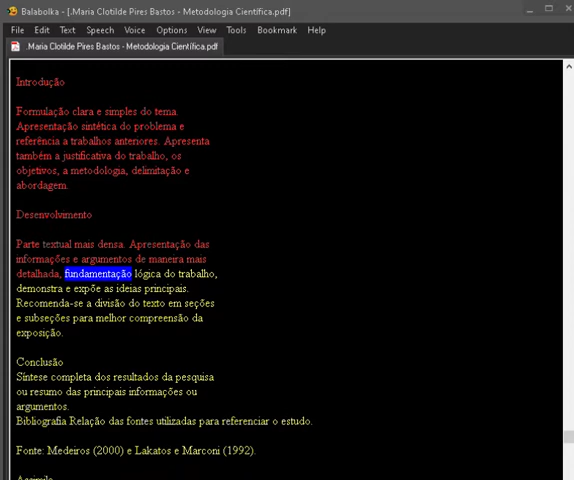 Balabolka - [.Maria Clotilde Pires Bastos - Metodologia Científica.pdf]
File Edit Text Speech Voice Options View Tools Bookmark Help
.Maria Clotilde Pires Bastos - Metodologia Científica.pdf
Introdução
Formulação clara e simples do tema.
Apresentação sintética do problema e
referência a trabalhos anteriores. Apresenta
também a justificativa do trabalho, os
objetivos, a metodologia, delimitação e
abordagem.
Desenvolvimento
Parte textual mais densa. Apresentação das
informações e argumentos de maneira mais
detalhada, fundamentação lógica do trabalho,
demonstra e expõe as ideias principais.
Recomenda-se a divisão do texto em seções
e subseções para melhor compreensão da
exposição.
Conclusão
Síntese completa dos resultados da pesquisa
ou resumo das principais informações ou
argumentos.
Bibliografia Relação das fontes utilizadas para referenciar o estudo.
Fonte: Medeiros (2000) e Lakatos e Marconi (1992).